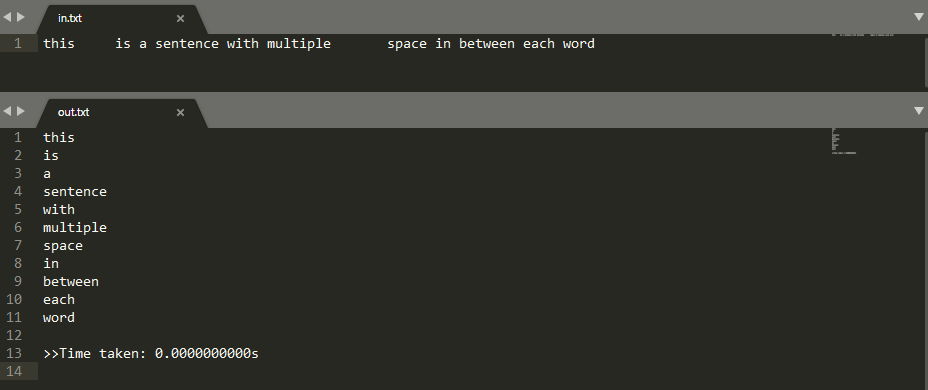 in.txt ×
1 this     is a sentence with multiple       space in between each word
out.txt ×
1 this
2 is
3 a
4 sentence
5 with
6 multiple
7 space
8 in
9 between
10 each
11 word
12
13 >>Time taken: 0.0000000000s
14